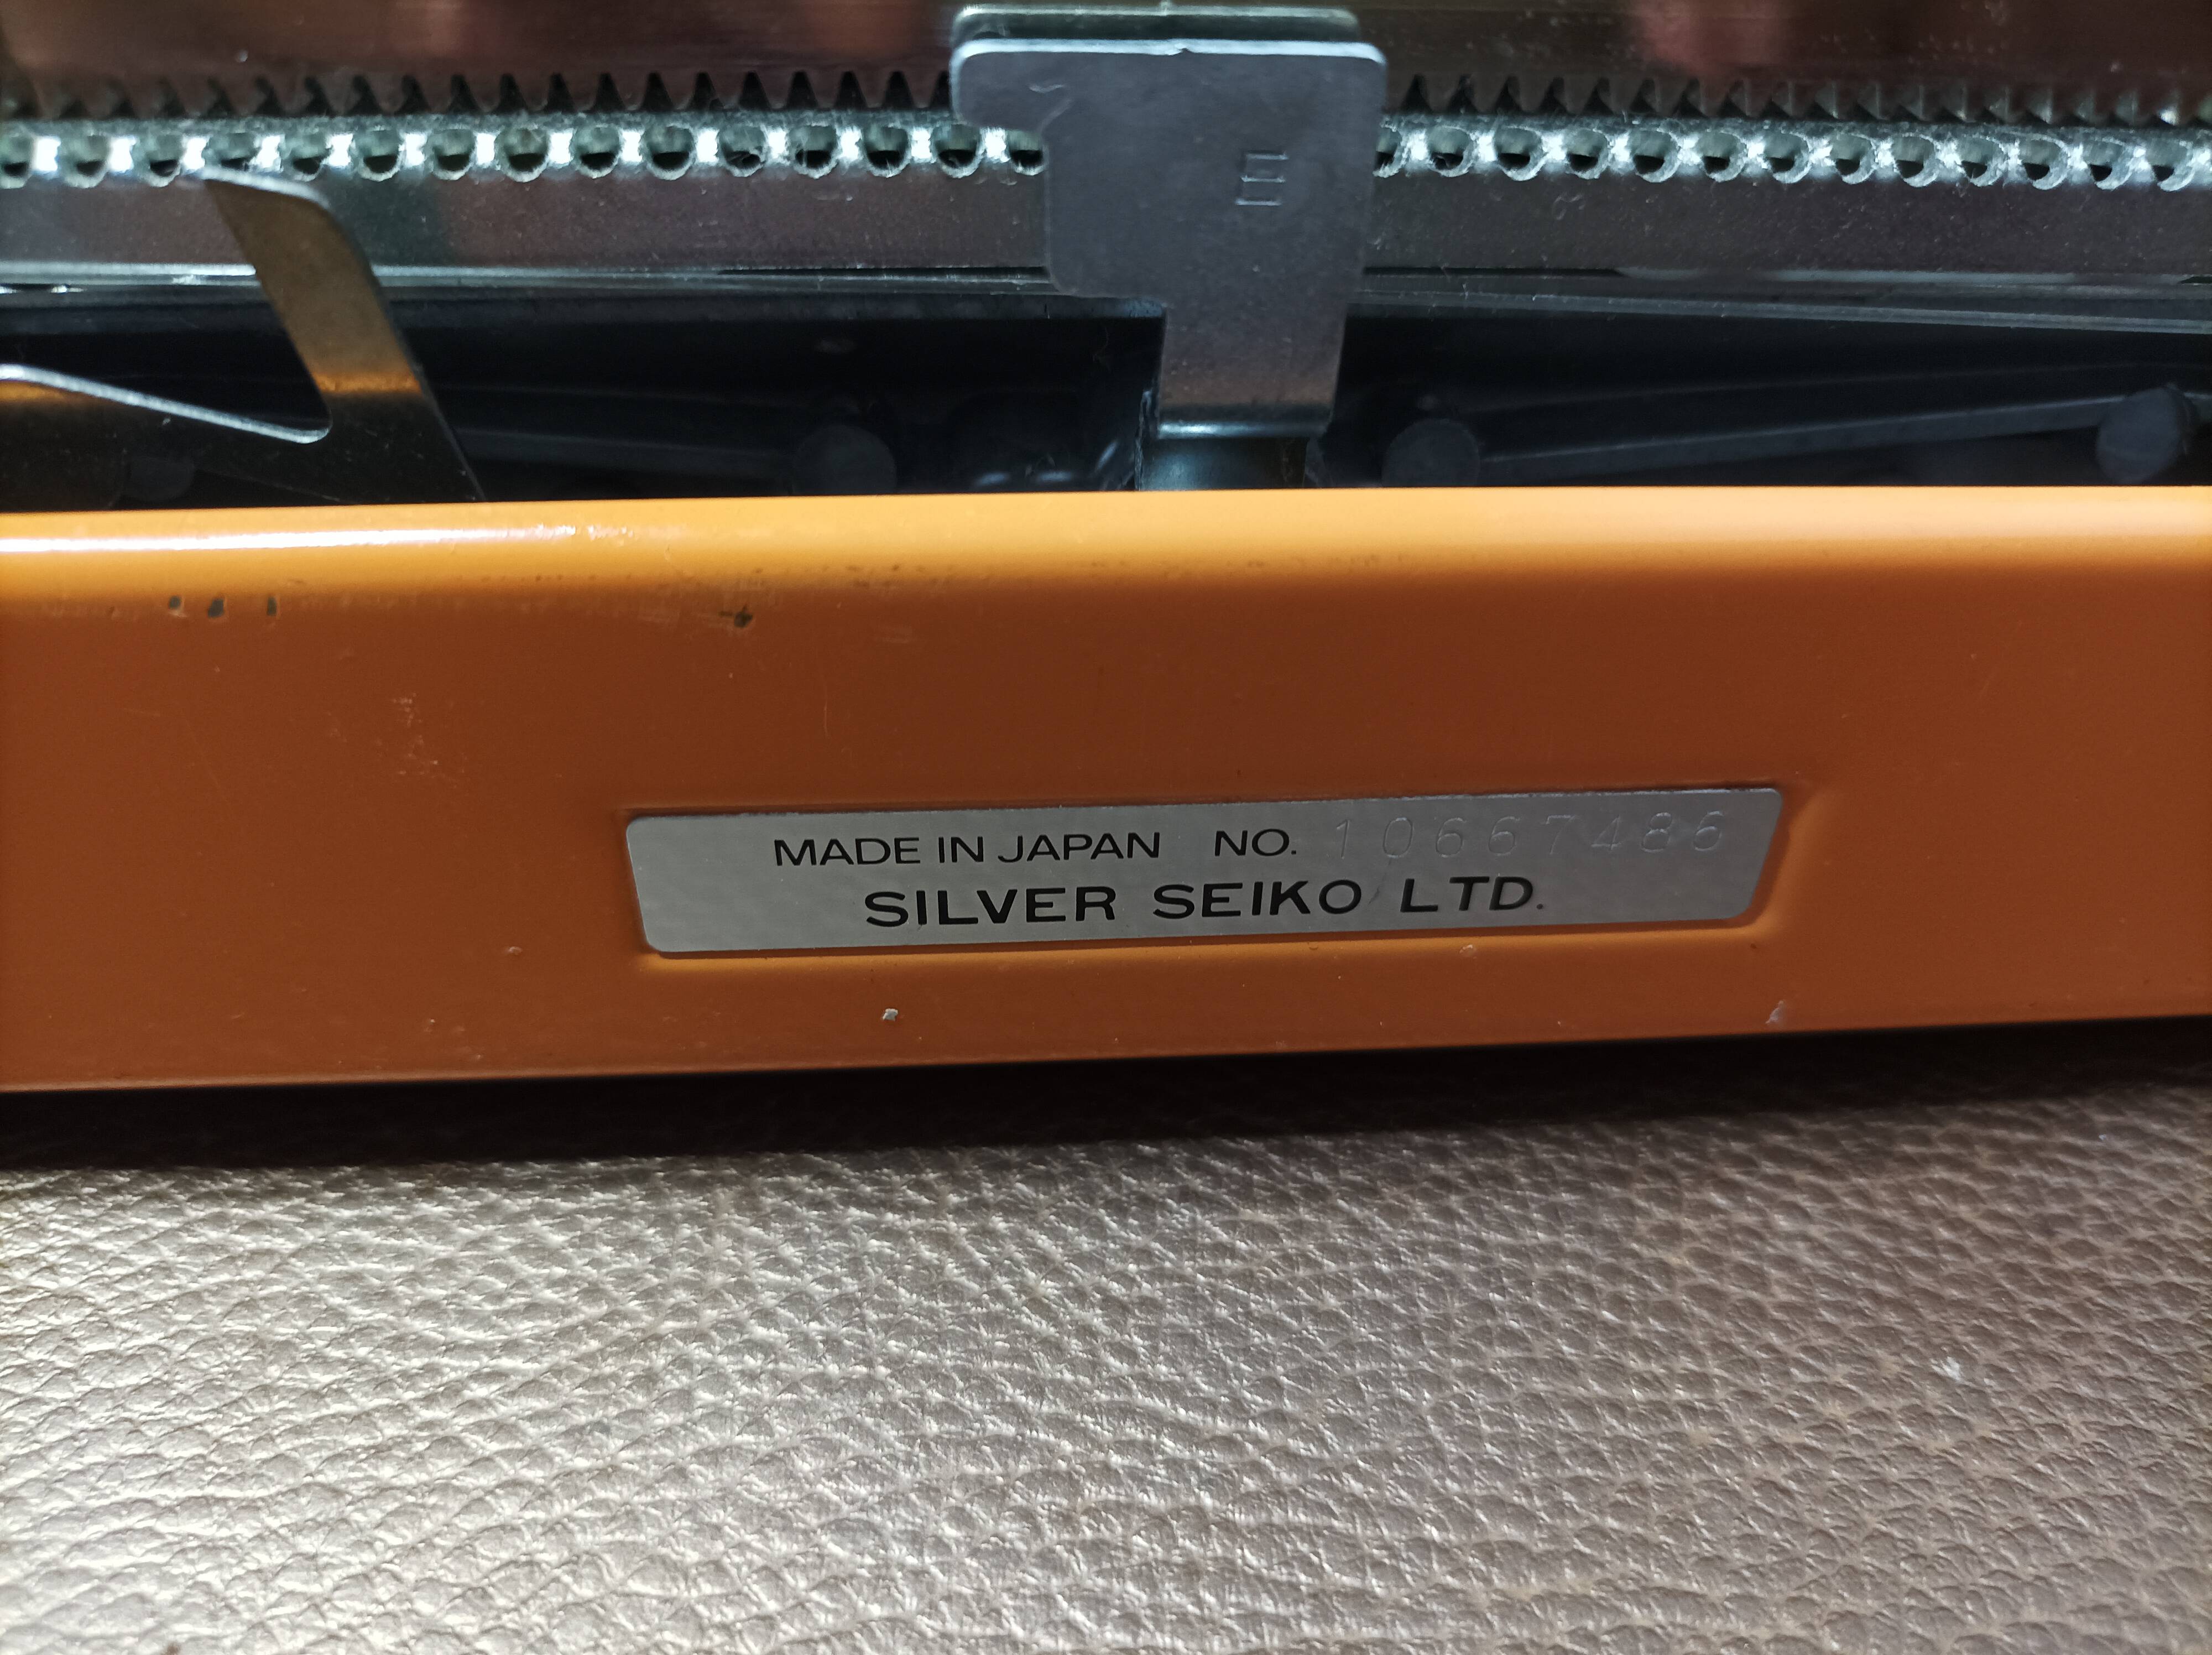 E
MADE IN JAPAN NO. 10667486
SILVER SEIKO LTD.